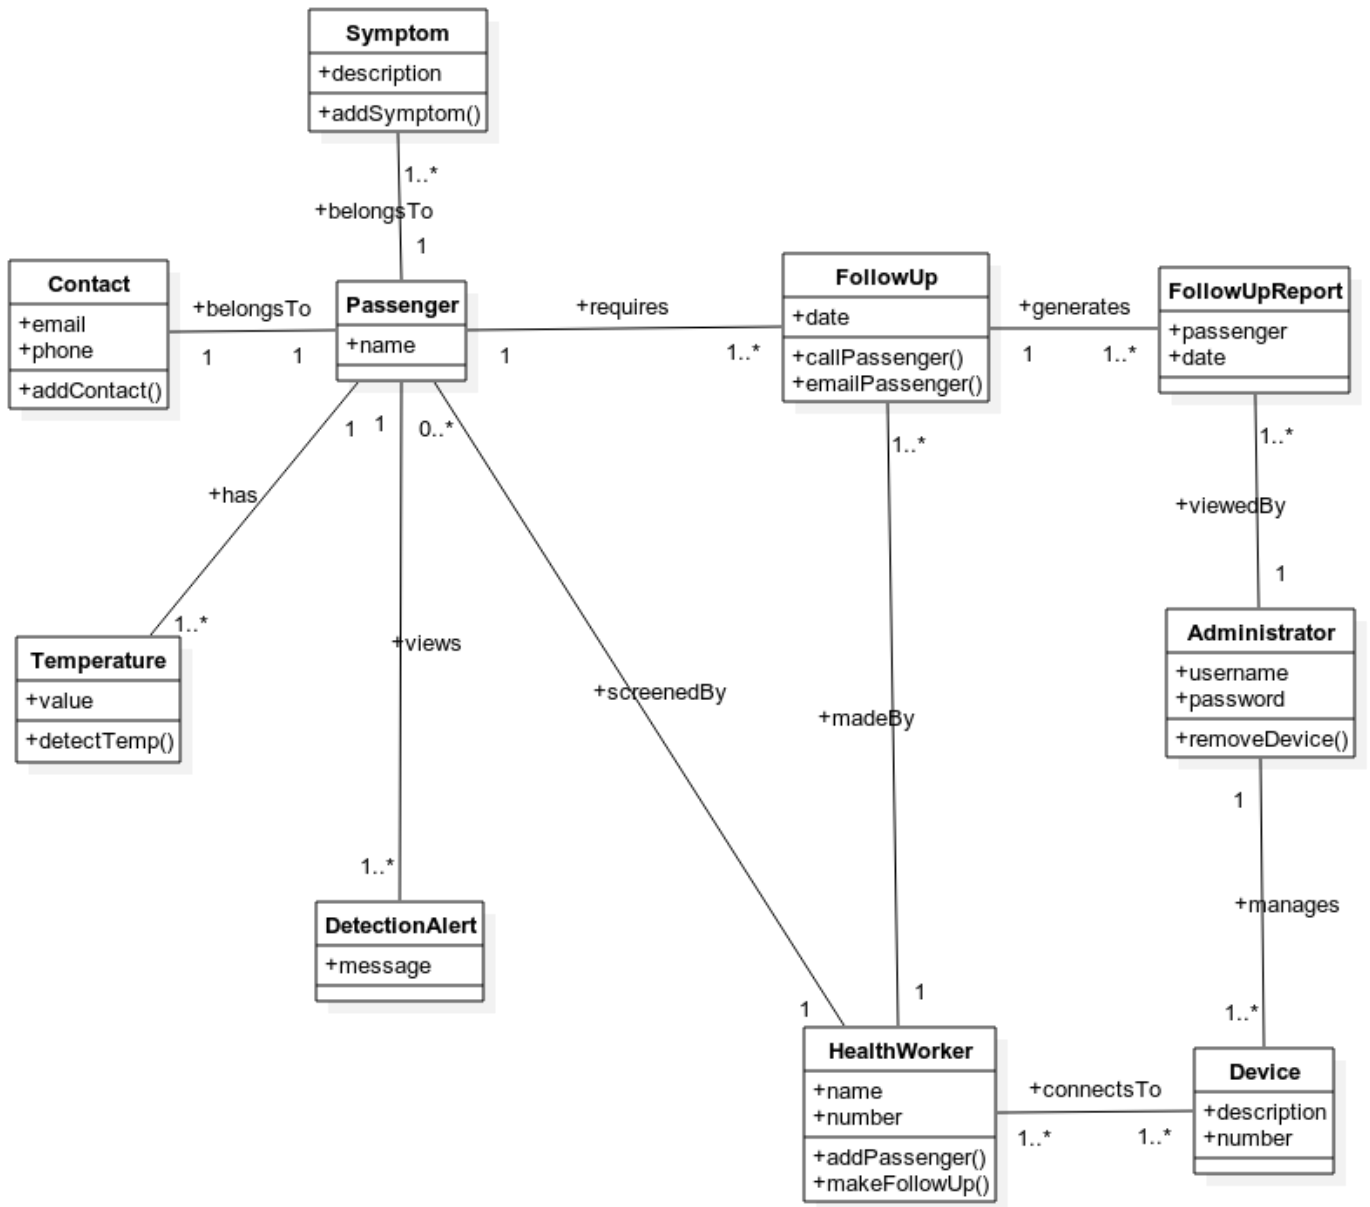 Symptom
+description
+addSymptom()
1..*
+belongsTo
1
Contact
+email
+phone
+addContact()
+belongsTo
1
1
Passenger
+name
+requires
1
1..*
FollowUp
+date
+callPassenger()
+emailPassenger()
+generates
1
1..*
FollowUpReport
+passenger
+date
1
1
0..*
1..*
1..*
+has
+viewedBy
1..*
1
Temperature
+value
+detectTemp()
+views
+screenedBy
+madeBy
Administrator
+username
+password
+removeDevice()
1
1..*
+manages
DetectionAlert
+message
1
1
1..*
HealthWorker
+name
+number
+addPassenger()
+makeFollowUp()
+connectsTo
1..*
1..*
Device
+description
+number